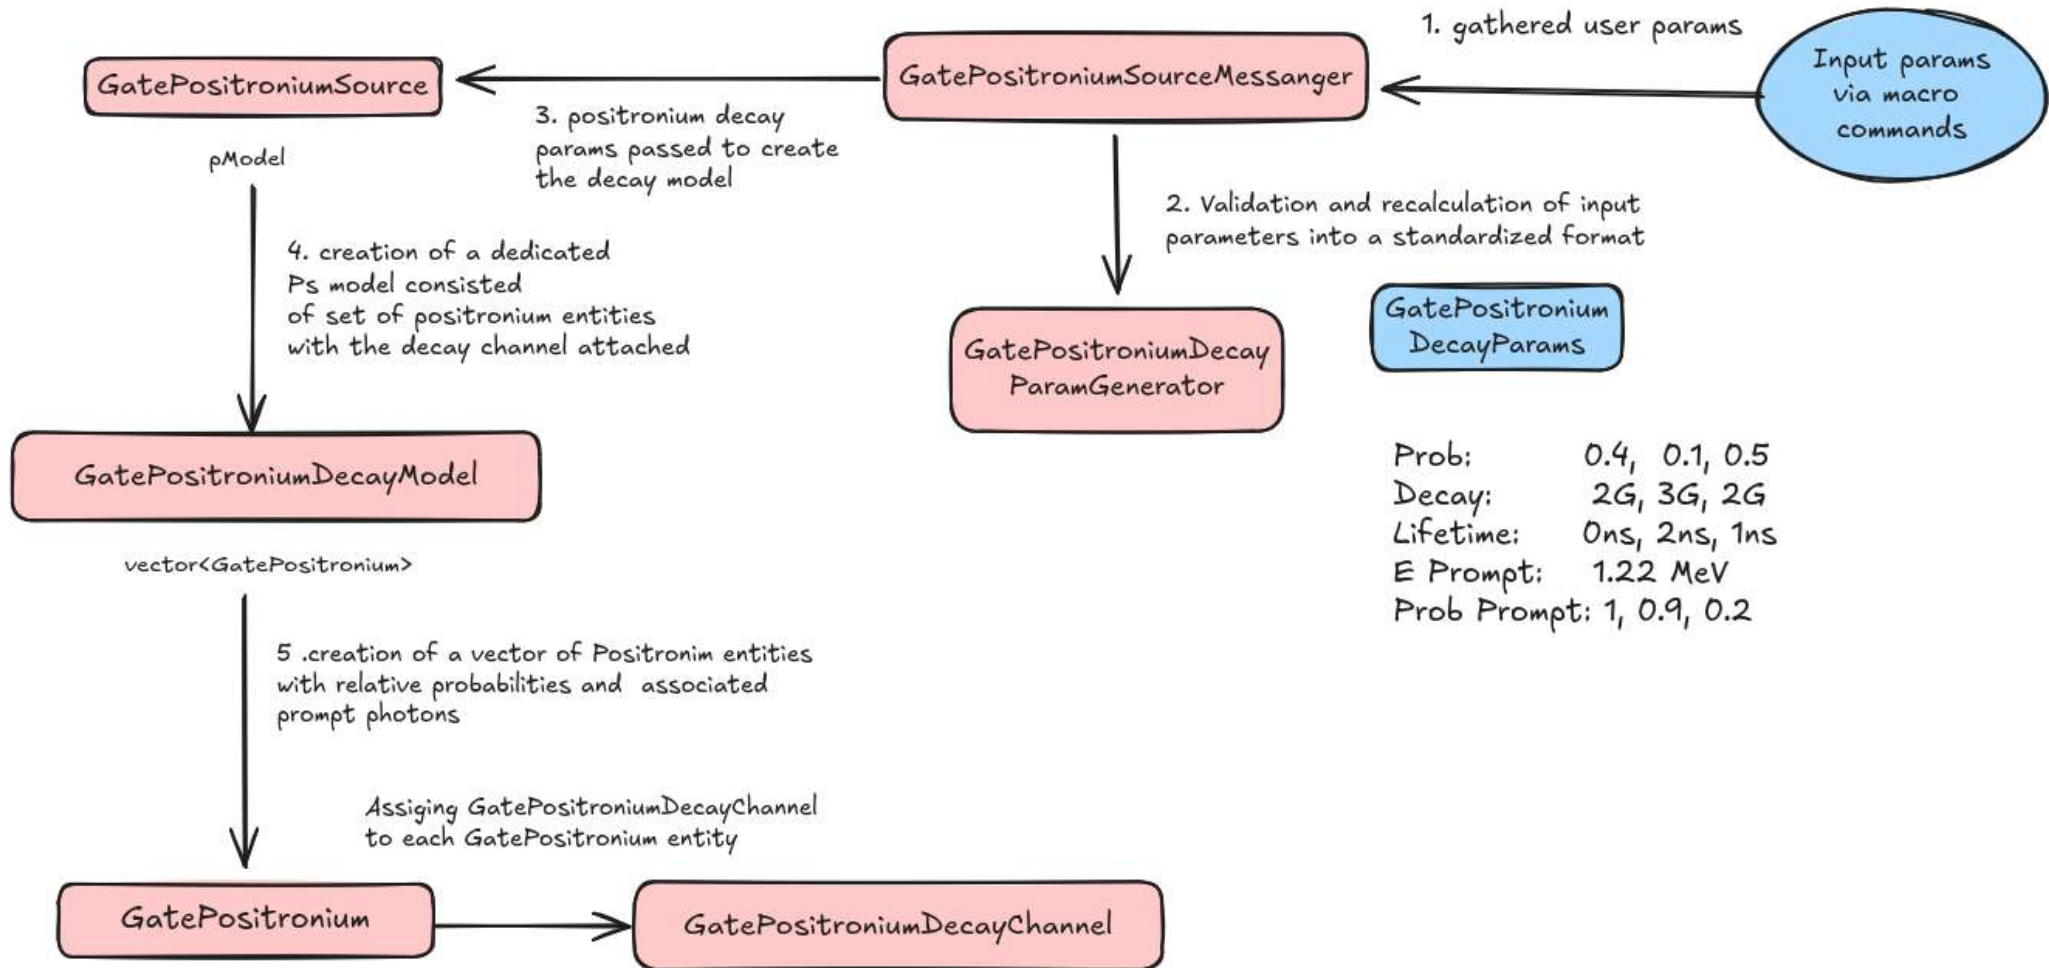 1. gathered user params
Input params
via macro
commands
GatePositroniumSourceMessanger
GatePositroniumSource
3. positronium decay
params passed to create
the decay model
pModel
2. Validation and recalculation of input
parameters into a standardized format
4. creation of a dedicated
Ps model consisted
of set of positronium entities
with the decay channel attached
GatePositronium
DecayParams
GatePositroniumDecay
ParamGenerator
GatePositroniumDecayModel
Prob: 0.4, 0.1, 0.5
Decay: 2G, 3G, 2G
Lifetime: 0ns, 2ns, 1ns
E Prompt: 1.22 MeV
Prob Prompt: 1, 0.9, 0.2
vector<GatePositronium>
5 .creation of a vector of Positronim entities
with relative probabilities and associated
prompt photons
Assiging GatePositroniumDecayChannel
to each GatePositronium entity
GatePositronium
GatePositroniumDecayChannel